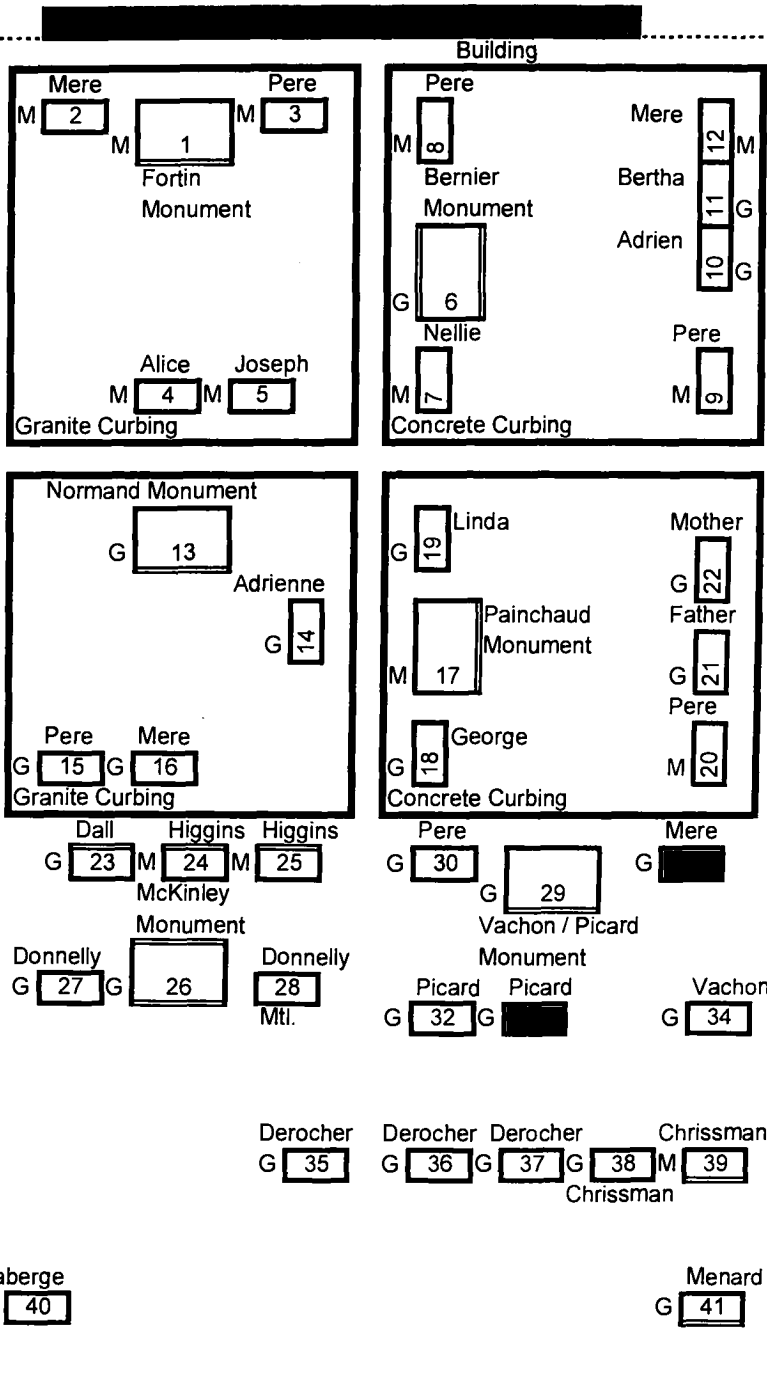 Building
Mere Pere
M 2 M 1 M 3
Fortin
Monument
Alice Joseph
M 4 M 5
Granite Curbing
Pere
M 8
Bernier
Monument
G 6
Nellie
M 7
Mere
12 M
Bertha
11 G
Adrien
10 G
Pere
M 9
Concrete Curbing
Normand Monument
G 13
Adrienne
G 14
Pere Mere
G 15 G 16
Granite Curbing
G 19 Linda
Painchaud
Monument
M 17
George
G 18
Mother
G 22
Father
G 21
Pere
M 20
Concrete Curbing
Dall Higgins Higgins
G 23 M 24 M 25
McKinley
Monument
Donnelly Donnelly
G 27 G 26 28
Mtl.
Pere Mere
G 30 G 29 G
Vachon / Picard
Monument
Picard Picard Vachon
G 32 G G 34
Derocher Derocher Derocher Chrissman
G 35 G 36 G 37 G 38 M 39
Chrissman
aberge Menard
40 G 41